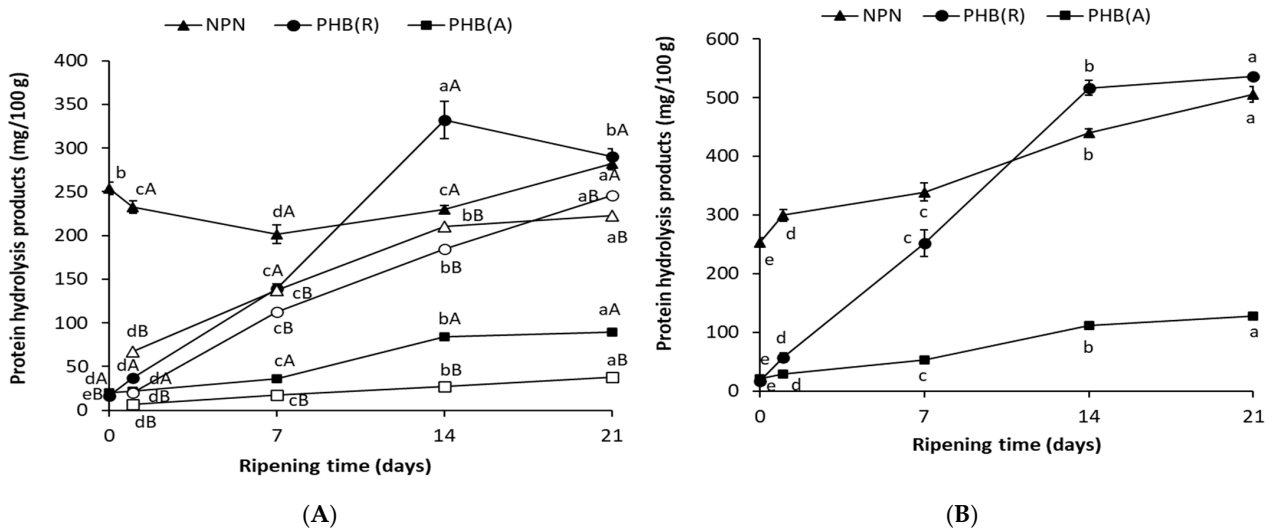 NPN PHB(R) PHB(A)
Protein hydrolysis products (mg/100 g)
400
350
300
250
200
150
100
50
0
b
cA
dA
cA
aA
bA
aA
aB
bB
aB
cA
cB
bB
dB
cB
bA
aA
dA
dA
dA
cA
eB
dB
cB
bB
aB
dB
0 7 14 21
Ripening time (days)
(A)
NPN PHB(R) PHB(A)
Protein hydrolysis products (mg/100 g)
600
500
400
300
200
100
0
b
a
a
b
c
d
e
c
d
e
e
d
c
b
a
0 7 14 21
Ripening time (days)
(B)